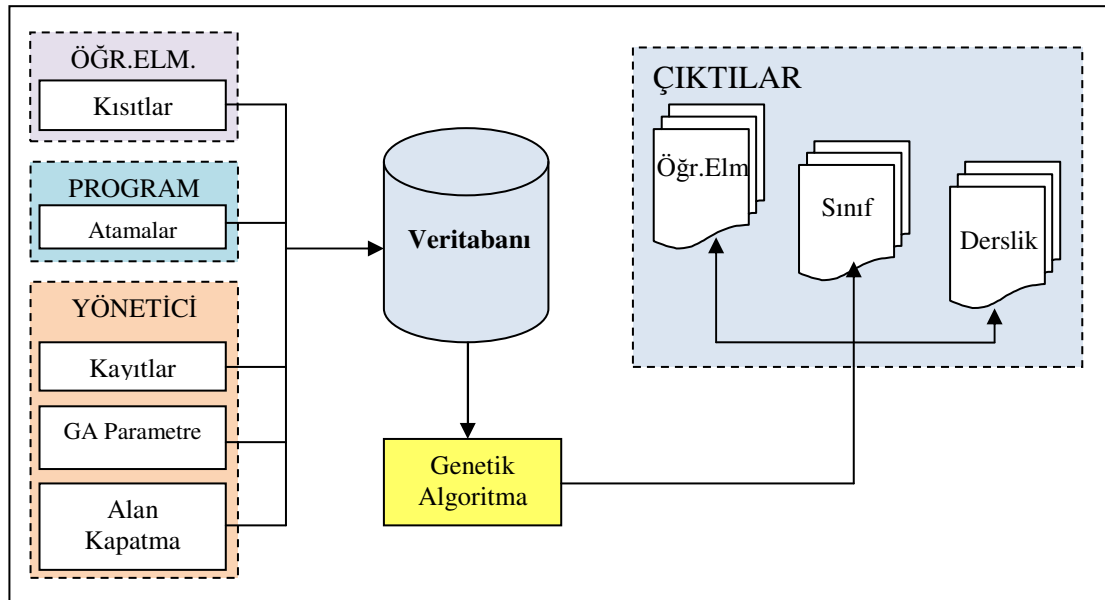 ÖĞR.ELM.
Kısıtlar
PROGRAM
Atamalar
YÖNETİCİ
Kayıtlar
GA Parametre
Alan
Kapatma
Veritabanı
Genetik
Algoritma
ÇIKTILAR
Öğr.Elm
Sınıf
Derslik